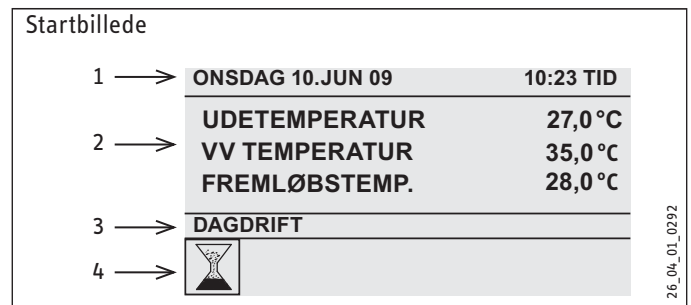 Startbillede
1 ONSDAG 10.JUN 09 10:23 TID
UDETEMPERATUR 27,0 °C
2 VV TEMPERATUR 35,0 °C
FREMLØBSTEMP. 28,0 °C
3 DAGDRIFT
4
26_04_01_0292